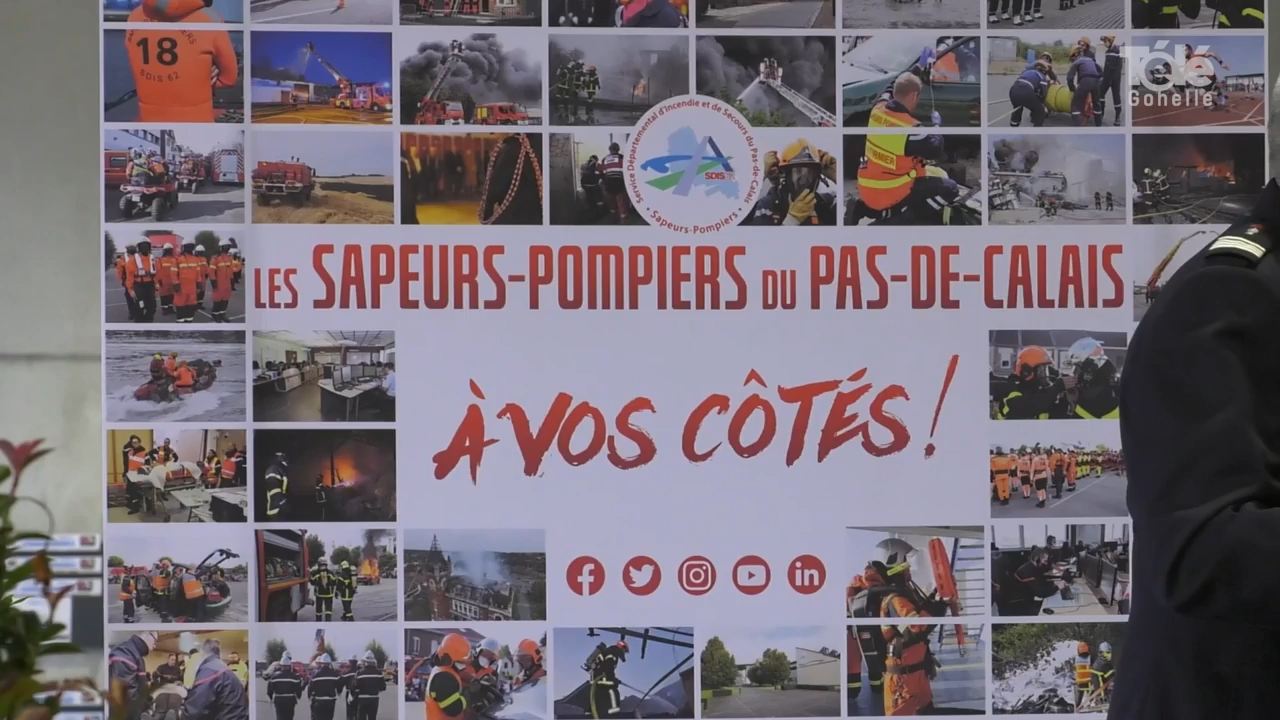 18
SDIS 62
Télé
Gohelle
Service Départemental d'Incendie et de Secours du Pas-de-Calais
SDIS
• Sapeurs-Pompiers •
LES SAPEURS-POMPIERS DU PAS-DE-CALAIS
À VOS CÔTÉS !